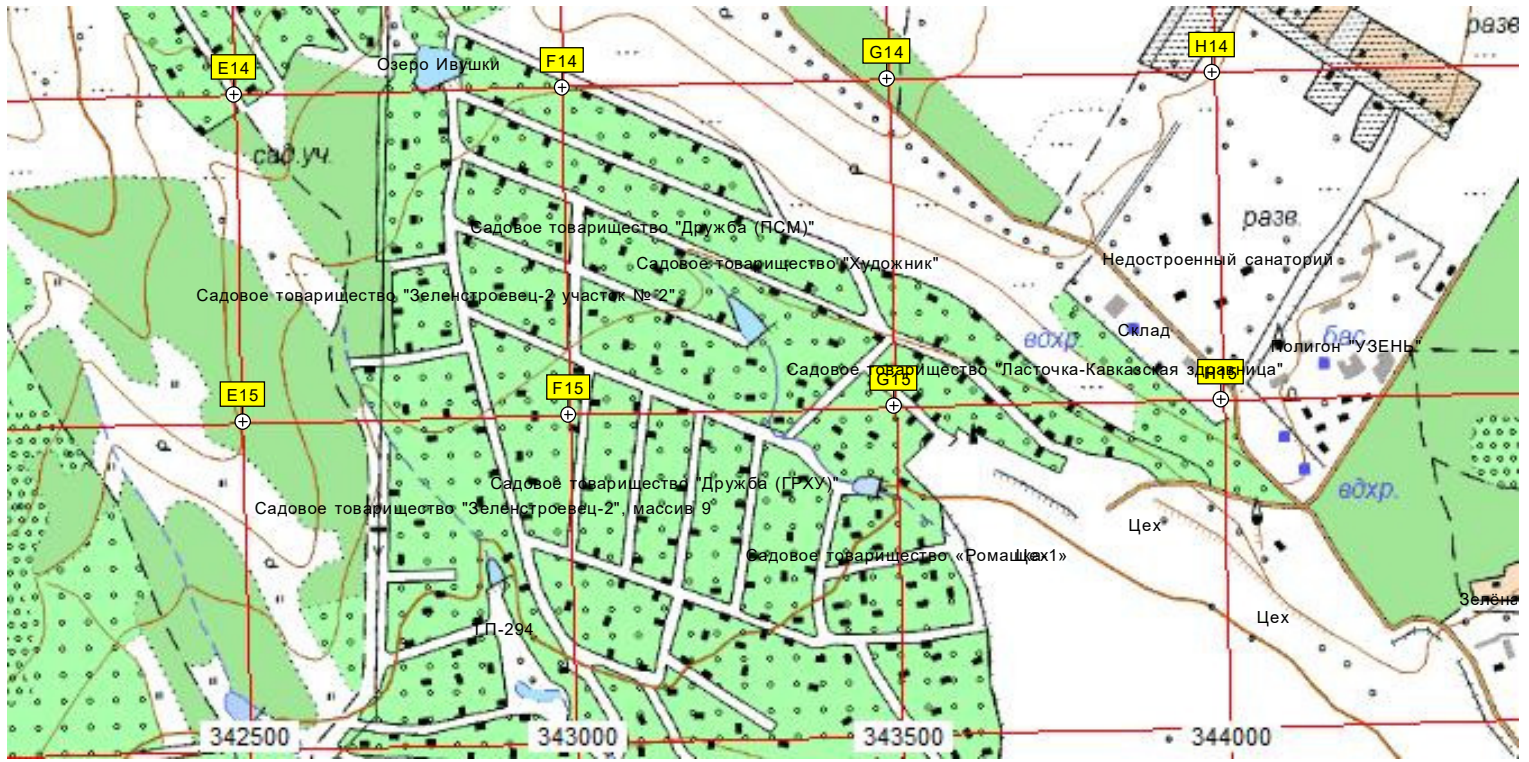 разв
Озеро Ивушки
E14
F14
G14
H14
сад.уч.
разв.
Садовое товарищество "Дружба (ПСМ)"
Садовое товарищество "Художник"
Недостроенный санаторий
Садовое товарищество "Зеленстроевец-2 участок № 2"
вдхр.
Склад
бас.
Полигон "УЗЕНЬ"
Садовое товарищество "Ласточка-Кавказская здравница"
E15
F15
G15
H15
Садовое товарищество "Дружба (ГРХУ)"
вдхр.
Садовое товарищество "Зеленстроевец-2", массив 9
Цех
Садовое товарищество «Ромашка-1»
Цех
Зелёна
Цех
ГП-294
342500
343000
343500
344000